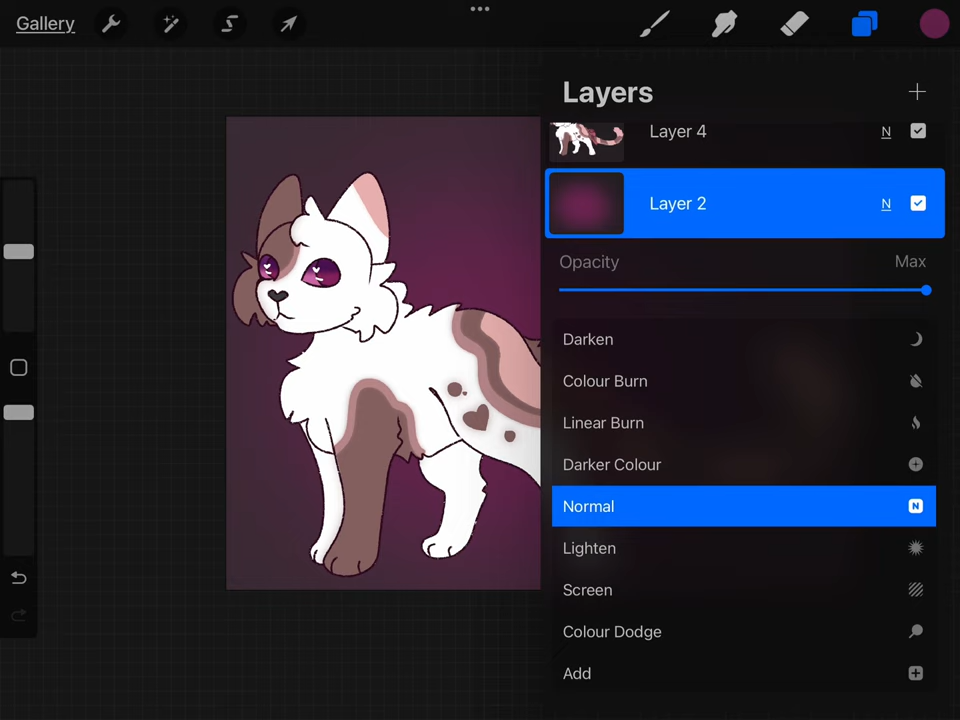 Gallery
Layers
Layer 4 N
Layer 2 N
Opacity Max
Darken
Colour Burn
Linear Burn
Darker Colour
Normal N
Lighten
Screen
Colour Dodge
Add